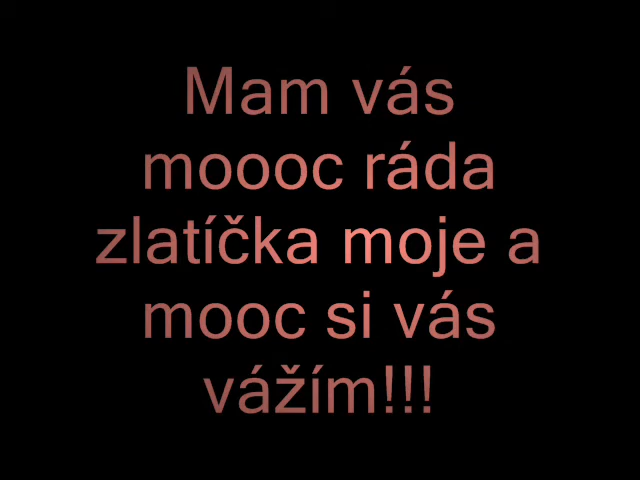 Mam vás
moooc ráda
zlatíčka moje a
mooc si vás
vážím!!!